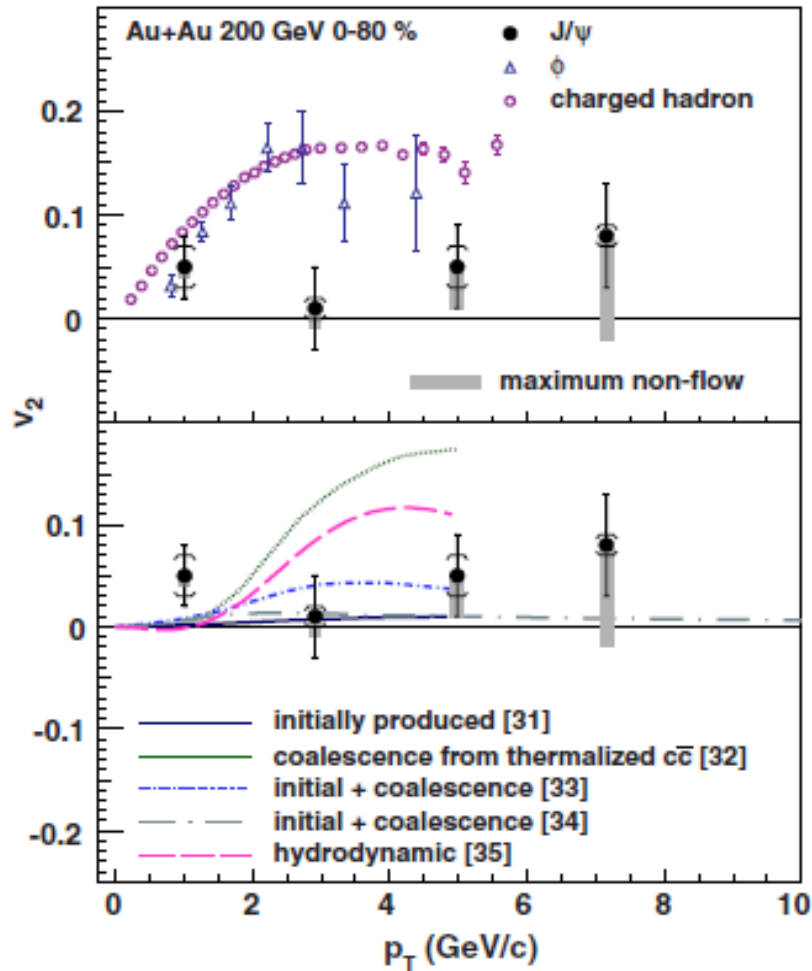 Au+Au 200 GeV 0-80 %
J/ψ
ϕ
charged hadron
0.2
0.1
0
maximum non-flow
v2
0.1
0
-0.1
-0.2
initially produced [31]
coalescence from thermalized cc̅ [32]
initial + coalescence [33]
initial + coalescence [34]
hydrodynamic [35]
0 2 4 6 8 10
pT (GeV/c)